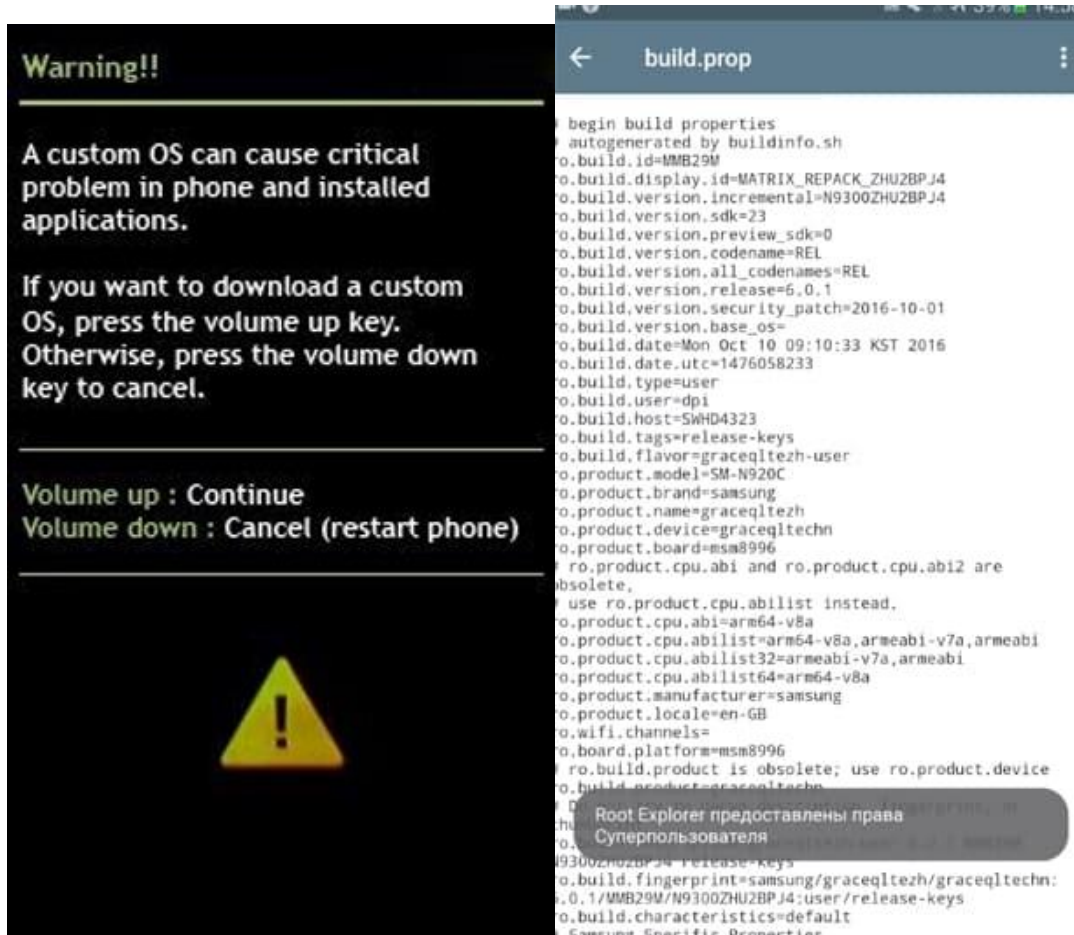 Warning!!
A custom OS can cause critical
problem in phone and installed
applications.
If you want to download a custom
OS, press the volume up key.
Otherwise, press the volume down
key to cancel.
Volume up : Continue
Volume down : Cancel (restart phone)
build.prop
begin build properties
autogenerated by buildinfo.sh
ro.build.id=MMB29M
ro.build.display.id=MATRIX_REPACK_ZHU2BPJ4
ro.build.version.incremental=N9300ZHU2BPJ4
ro.build.version.sdk=23
ro.build.version.preview_sdk=0
ro.build.version.codename=REL
ro.build.version.all_codenames=REL
ro.build.version.release=6.0.1
ro.build.version.security_patch=2016-10-01
ro.build.version.base_os=
ro.build.date=Mon Oct 10 09:10:33 KST 2016
ro.build.date.utc=1476058233
ro.build.type=user
ro.build.user=dpi
ro.build.host=SWHD4323
ro.build.tags=release-keys
ro.build.flavor=graceqltezh-user
ro.product.model=SM-N920C
ro.product.brand=samsung
ro.product.name=graceqltezh
ro.product.device=graceqltechn
ro.product.board=msm8996
ro.product.cpu.abi and ro.product.cpu.abi2 are
obsolete,
use ro.product.cpu.abilist instead.
ro.product.cpu.abi=arm64-v8a
ro.product.cpu.abilist=arm64-v8a,armeabi-v7a,armeabi
ro.product.cpu.abilist32=armeabi-v7a,armeabi
ro.product.cpu.abilist64=arm64-v8a
ro.product.manufacturer=samsung
ro.product.locale=en-GB
ro.wifi.channels=
ro.board.platform=msm8996
ro.build.product is obsolete; use ro.product.device
ro.build.product=graceqltechn
Root Explorer предоставлены права
Суперпользователя
N9300ZHU2BPJ4 release-keys
ro.build.fingerprint=samsung/graceqltezh/graceqltechn:
6.0.1/MMB29M/N9300ZHU2BPJ4:user/release-keys
ro.build.characteristics=default
Samsung Specific Properties